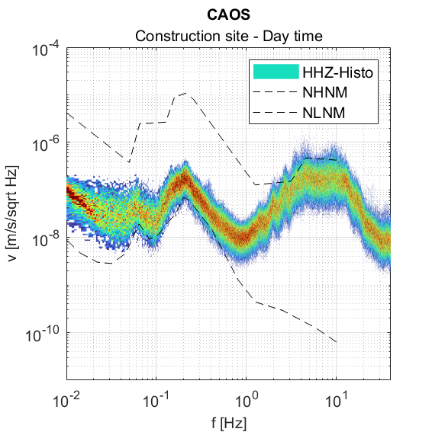 CAOS
Construction site - Day time
HHZ-Histo
NHNM
NLNM
10^-4
10^-6
10^-8
10^-10
v [m/s/sqrt Hz]
10^-2
10^-1
10^0
10^1
f [Hz]